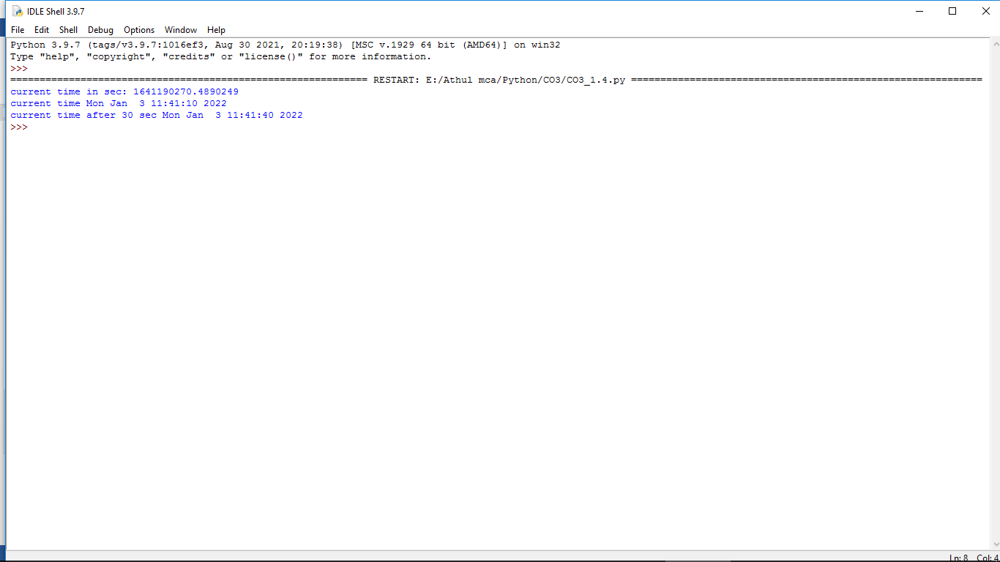 IDLE Shell 3.9.7
File Edit Shell Debug Options Window Help
Python 3.9.7 (tags/v3.9.7:1016ef3, Aug 30 2021, 20:19:38) [MSC v.1929 64 bit (AMD64)] on win32
Type "help", "copyright", "credits" or "license()" for more information.
>>>
============================================================= RESTART: E:/Athul mca/Python/CO3/CO3_1.4.py ============================================================
current time in sec: 1641190270.4890249
current time Mon Jan  3 11:41:10 2022
current time after 30 sec Mon Jan  3 11:41:40 2022
>>>
Ln: 8 Col: 4